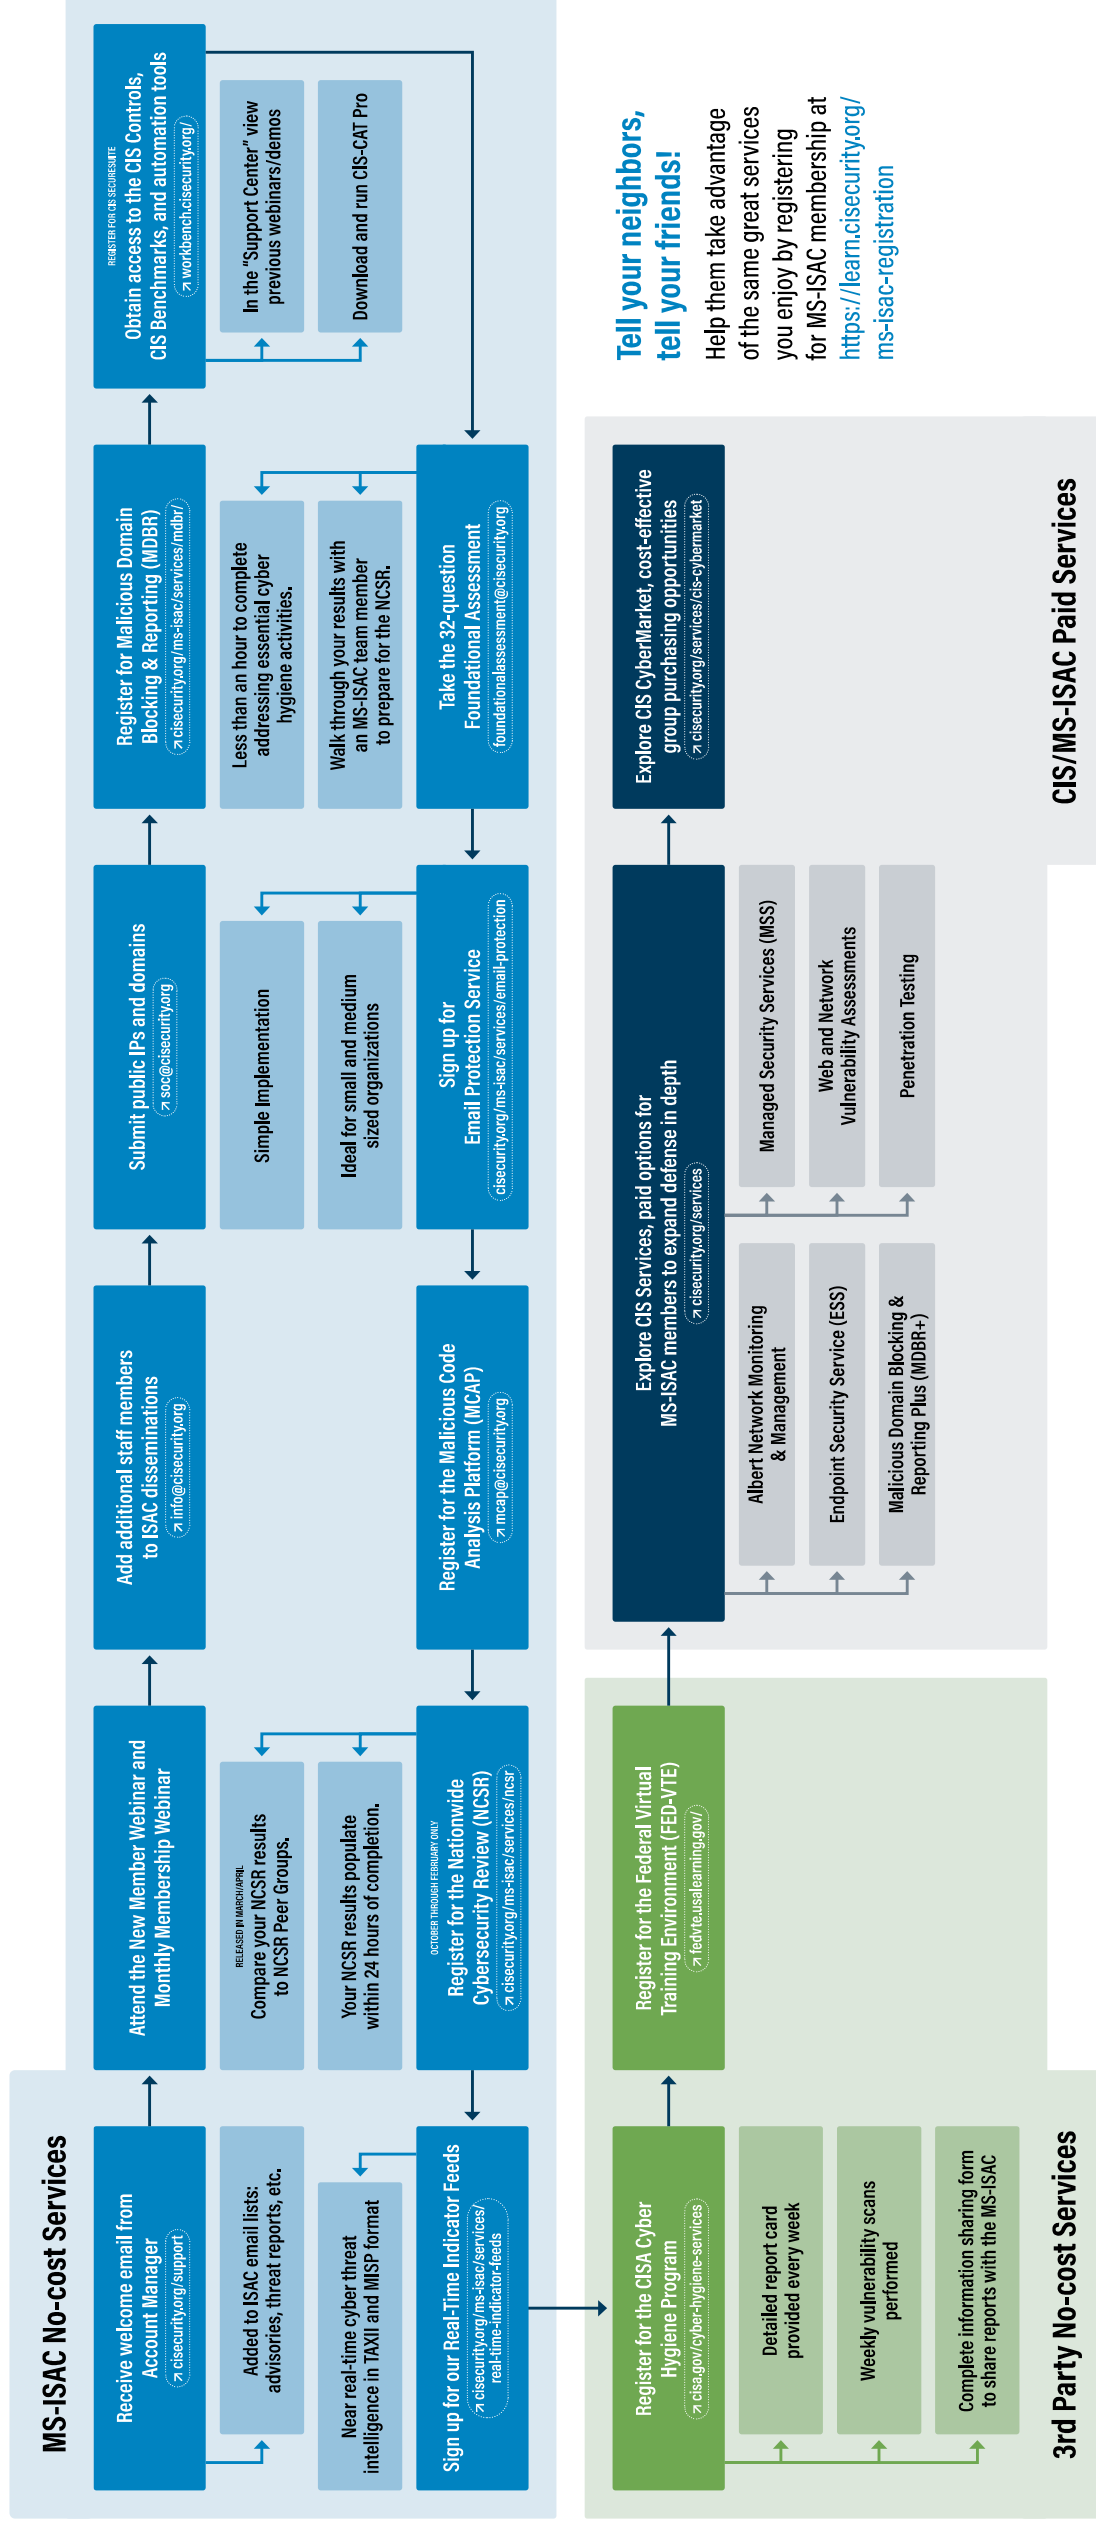 MS-ISAC No-cost Services
Receive welcome email from
Account Manager
↗ cisecurity.org/support
Added to ISAC email lists:
advisories, threat reports, etc.
Attend the New Member Webinar and
Monthly Membership Webinar
Add additional staff members
to ISAC disseminations
↗ info@cisecurity.org
Submit public IPs and domains
↗ soc@cisecurity.org
Register for Malicious Domain
Blocking & Reporting (MDBR)
↗ cisecurity.org/ms-isac/services/mdbr/
REGISTER FOR CIS SECURESUITE
Obtain access to the CIS Controls,
CIS Benchmarks, and automation tools
↗ workbench.cisecurity.org/
In the “Support Center” view
previous webinars/demos
Download and run CIS-CAT Pro
Take the 32-question
Foundational Assessment
foundationalassessment@cisecurity.org
Less than an hour to complete
addressing essential cyber
hygiene activities.
Walk through your results with
an MS-ISAC team member
to prepare for the NCSR.
Sign up for
Email Protection Service
cisecurity.org/ms-isac/services/email-protection
Simple Implementation
Ideal for small and medium
sized organizations
Register for the Malicious Code
Analysis Platform (MCAP)
↗ mcap@cisecurity.org
OCTOBER THROUGH FEBRUARY ONLY
Register for the Nationwide
Cybersecurity Review (NCSR)
↗ cisecurity.org/ms-isac/services/ncsr
RELEASED IN MARCH/APRIL
Compare your NCSR results
to NCSR Peer Groups.
Your NCSR results populate
within 24 hours of completion.
Sign up for our Real-Time Indicator Feeds
↗ cisecurity.org/ms-isac/services/
real-time-indicator-feeds
Near real-time cyber threat
intelligence in TAXII and MISP format
Register for the CISA Cyber
Hygiene Program
↗ cisa.gov/cyber-hygiene-services
Detailed report card
provided every week
Weekly vulnerability scans
performed
Complete information sharing form
to share reports with the MS-ISAC
Register for the Federal Virtual
Training Environment (FED-VTE)
↗ fedvte.usalearning.gov/
3rd Party No-cost Services
Explore CIS Services, paid options for
MS-ISAC members to expand defense in depth
↗ cisecurity.org/services
Albert Network Monitoring
& Management
Endpoint Security Service (ESS)
Malicious Domain Blocking &
Reporting Plus (MDBR+)
Managed Security Services (MSS)
Web and Network
Vulnerability Assessments
Penetration Testing
Explore CIS CyberMarket, cost-effective
group purchasing opportunities
↗ cisecurity.org/services/cis-cybermarket
CIS/MS-ISAC Paid Services
Tell your neighbors,
tell your friends!
Help them take advantage
of the same great services
you enjoy by registering
for MS-ISAC membership at
https://learn.cisecurity.org/
ms-isac-registration